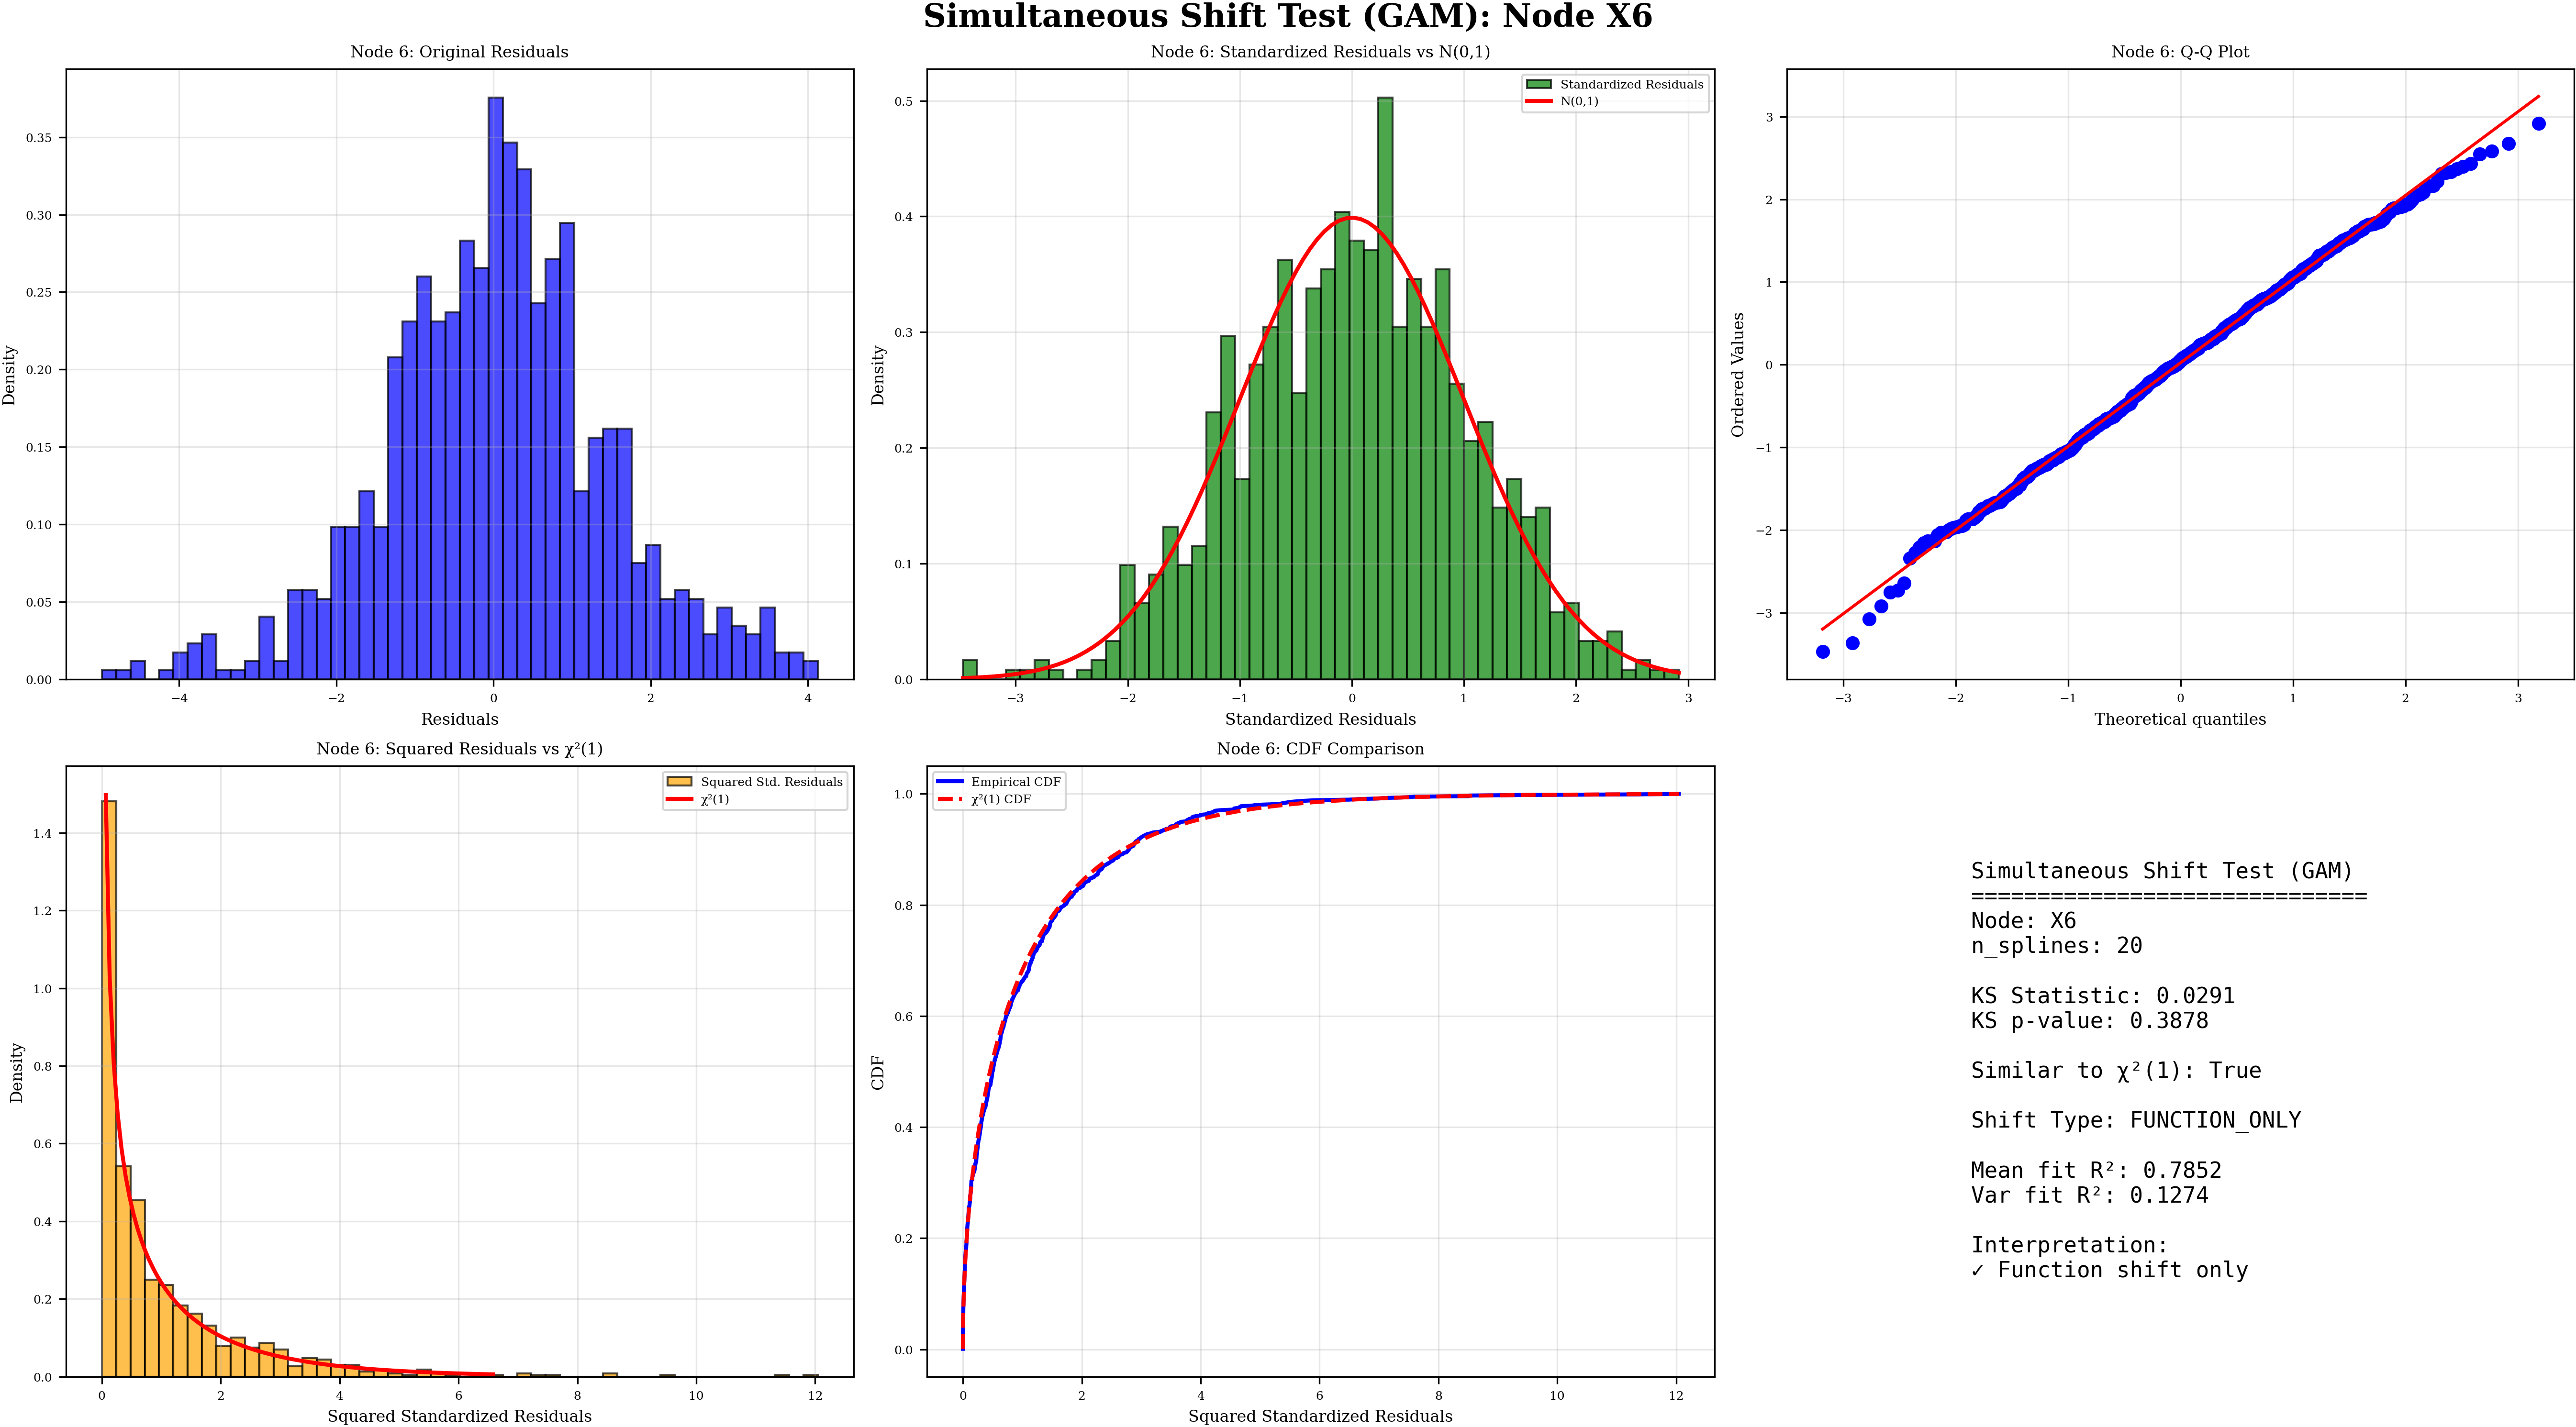 Simultaneous Shift Test (GAM): Node X6
Node 6: Original Residuals
Density
0.00
0.05
0.10
0.15
0.20
0.25
0.30
0.35
−4
−2
0
2
4
Residuals
Node 6: Standardized Residuals vs N(0,1)
Standardized Residuals
N(0,1)
Density
0.0
0.1
0.2
0.3
0.4
0.5
−3
−2
−1
0
1
2
3
Standardized Residuals
Node 6: Q-Q Plot
Ordered Values
−3
−2
−1
0
1
2
3
−3
−2
−1
0
1
2
3
Theoretical quantiles
Node 6: Squared Residuals vs χ²(1)
Squared Std. Residuals
χ²(1)
Density
0.0
0.2
0.4
0.6
0.8
1.0
1.2
1.4
0
2
4
6
8
10
12
Squared Standardized Residuals
Node 6: CDF Comparison
Empirical CDF
χ²(1) CDF
CDF
0.0
0.2
0.4
0.6
0.8
1.0
0
2
4
6
8
10
12
Squared Standardized Residuals
Simultaneous Shift Test (GAM)
==============================
Node: X6
n_splines: 20
KS Statistic: 0.0291
KS p-value: 0.3878
Similar to χ²(1): True
Shift Type: FUNCTION_ONLY
Mean fit R²: 0.7852
Var fit R²: 0.1274
Interpretation:
✓ Function shift only